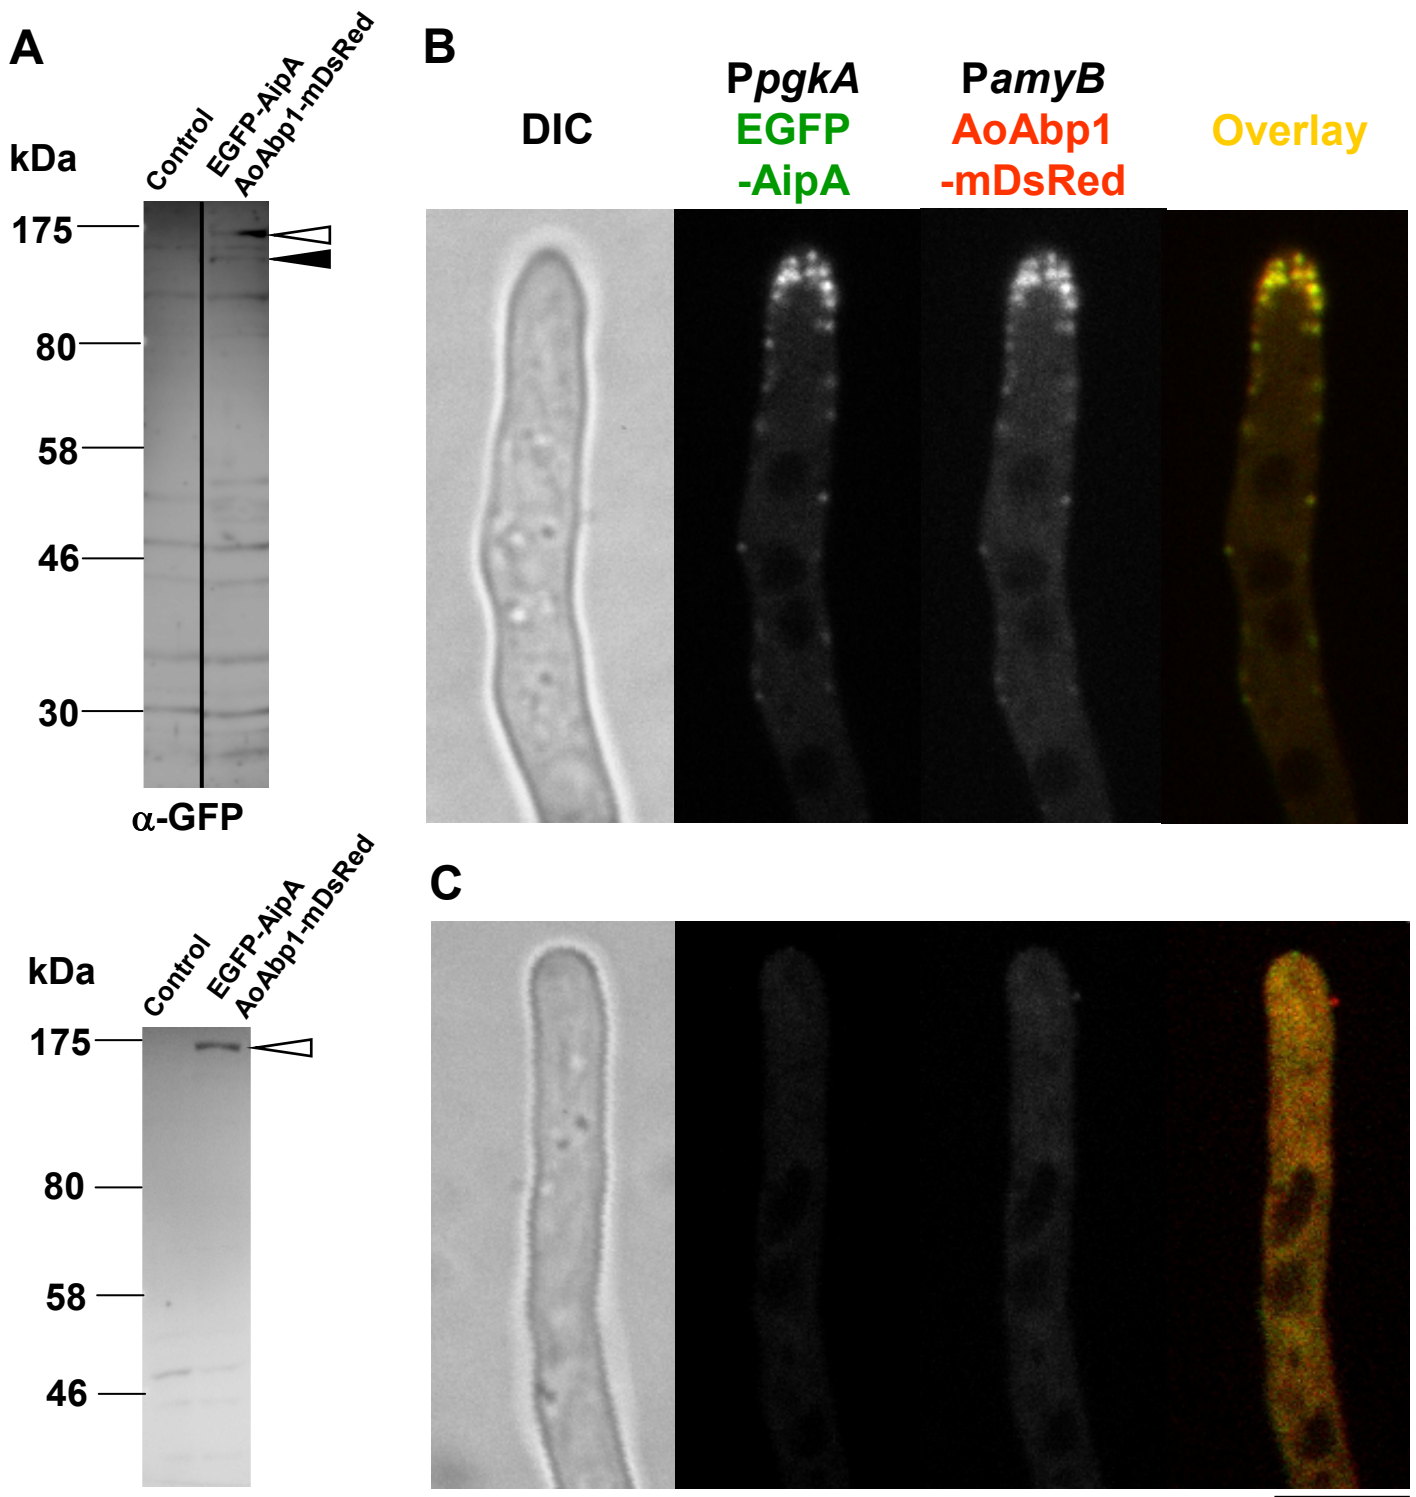 A
kDa
Control
EGFP-AipA
AoAbp1-mDsRed
175
80
58
46
30
α-GFP
kDa
Control
EGFP-AipA
AoAbp1-mDsRed
175
80
58
46
B
DIC
PpgkA
EGFP
-AipA
PamyB
AoAbp1
-mDsRed
Overlay
C